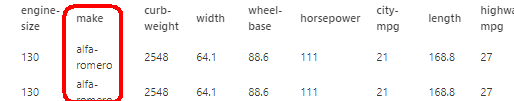 engine-size make curb-weight width wheel-base horsepower city-mpg length highwa mpg
130 alfa-romero 2548 64.1 88.6 111 21 168.8 27
130 alfa-romero 2548 64.1 88.6 111 21 168.8 27